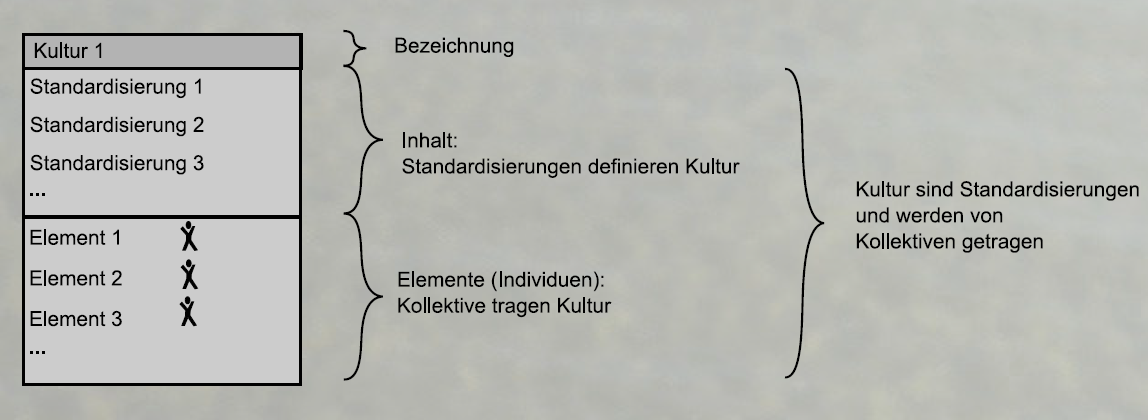 Kultur 1
Standardisierung 1
Standardisierung 2
Standardisierung 3
...
Element 1
Element 2
Element 3
...
Bezeichnung
Inhalt:
Standardisierungen definieren Kultur
Elemente (Individuen):
Kollektive tragen Kultur
Kultur sind Standardisierungen
und werden von
Kollektiven getragen